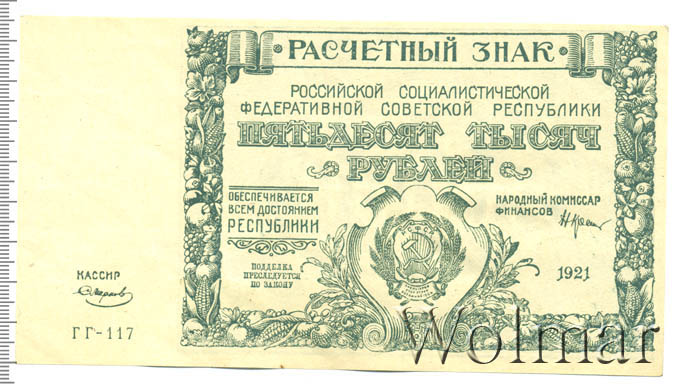 РАСЧЕТНЫЙ ЗНАК
РОССИЙСКОЙ СОЦИАЛИСТИЧЕСКОЙ
ФЕДЕРАТИВНОЙ СОВЕТСКОЙ РЕСПУБЛИКИ
ПЯТЬДЕСЯТ ТЫСЯЧ
РУБЛЕЙ
ОБЕСПЕЧИВАЕТСЯ
ВСЕМ ДОСТОЯНИЕМ
РЕСПУБЛИКИ
ПОДДЕЛКА
ПРЕСЛЕДУЕТСЯ
ПО ЗАКОНУ
НАРОДНЫЙ КОМИССАР
ФИНАНСОВ
1921
КАССИР
ГГ-117
Wolmar